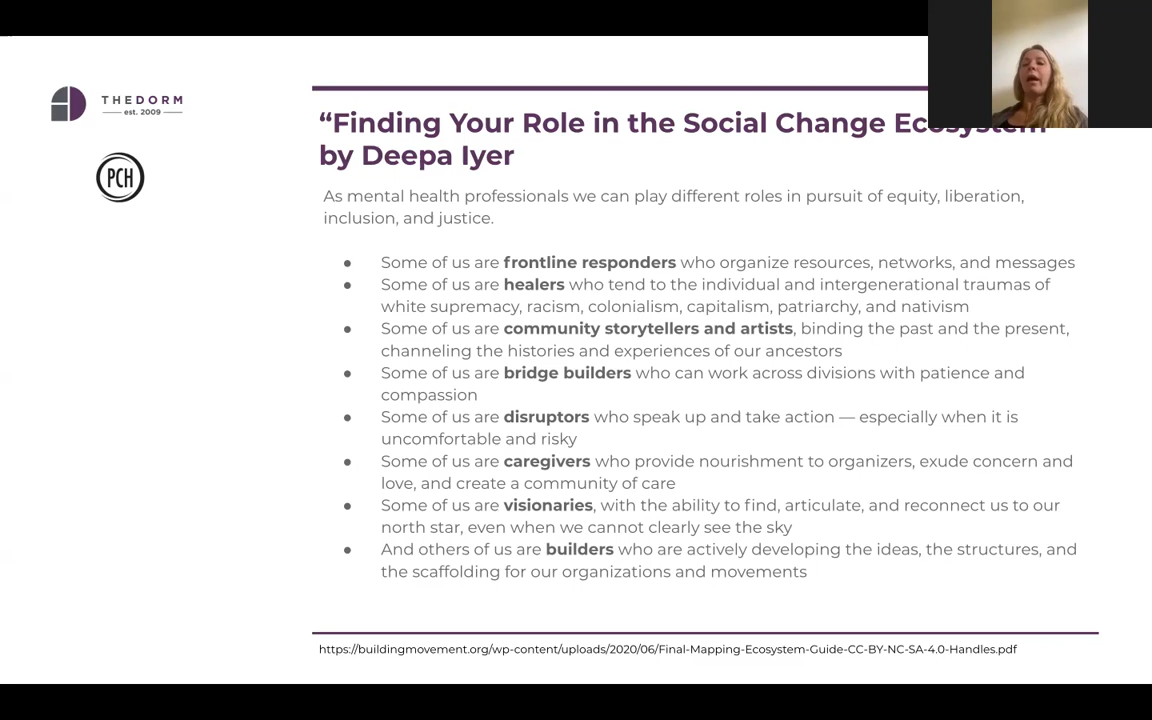 THEDORM
est. 2009
PCH
“Finding Your Role in the Social Change Ecosystem”
by Deepa Iyer
As mental health professionals we can play different roles in pursuit of equity, liberation,
inclusion, and justice.
● Some of us are frontline responders who organize resources, networks, and messages
● Some of us are healers who tend to the individual and intergenerational traumas of
white supremacy, racism, colonialism, capitalism, patriarchy, and nativism
● Some of us are community storytellers and artists, binding the past and the present,
channeling the histories and experiences of our ancestors
● Some of us are bridge builders who can work across divisions with patience and
compassion
● Some of us are disruptors who speak up and take action — especially when it is
uncomfortable and risky
● Some of us are caregivers who provide nourishment to organizers, exude concern and
love, and create a community of care
● Some of us are visionaries, with the ability to find, articulate, and reconnect us to our
north star, even when we cannot clearly see the sky
● And others of us are builders who are actively developing the ideas, the structures, and
the scaffolding for our organizations and movements
https://buildingmovement.org/wp-content/uploads/2020/06/Final-Mapping-Ecosystem-Guide-CC-BY-NC-SA-4.0-Handles.pdf